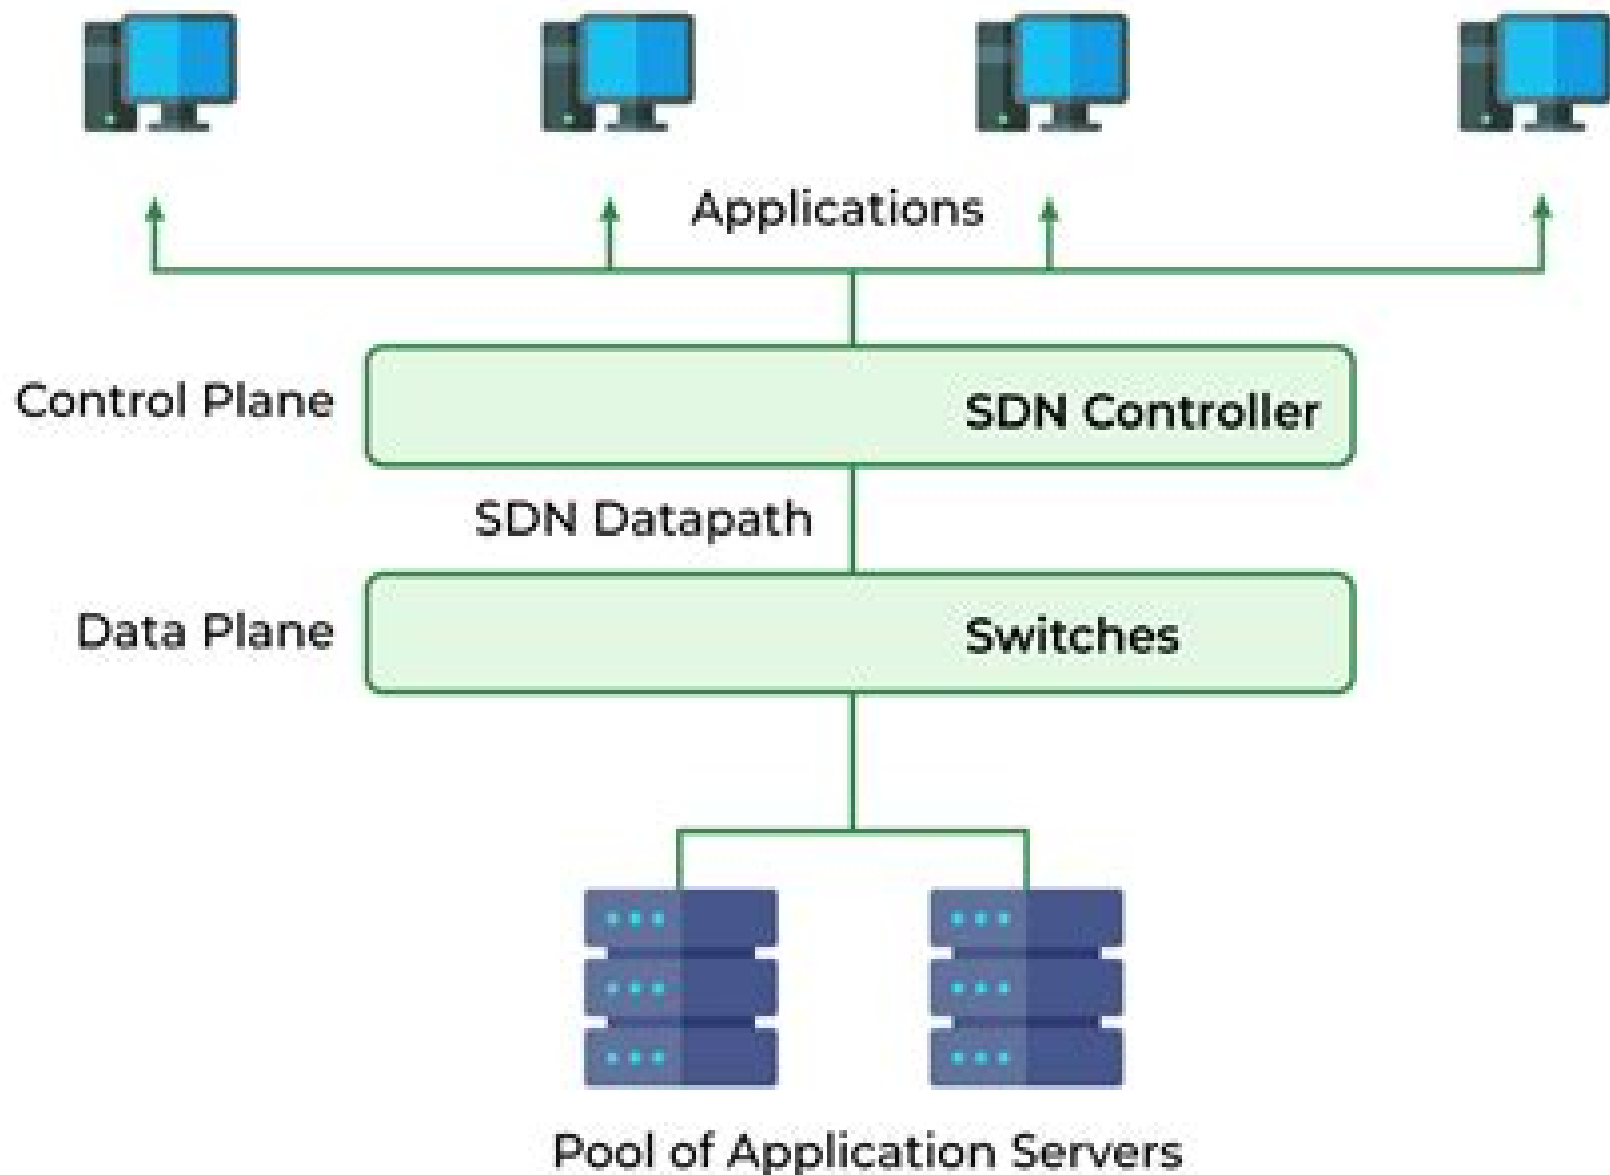 Applications
Control Plane
SDN Controller
SDN Datapath
Data Plane
Switches
Pool of Application Servers